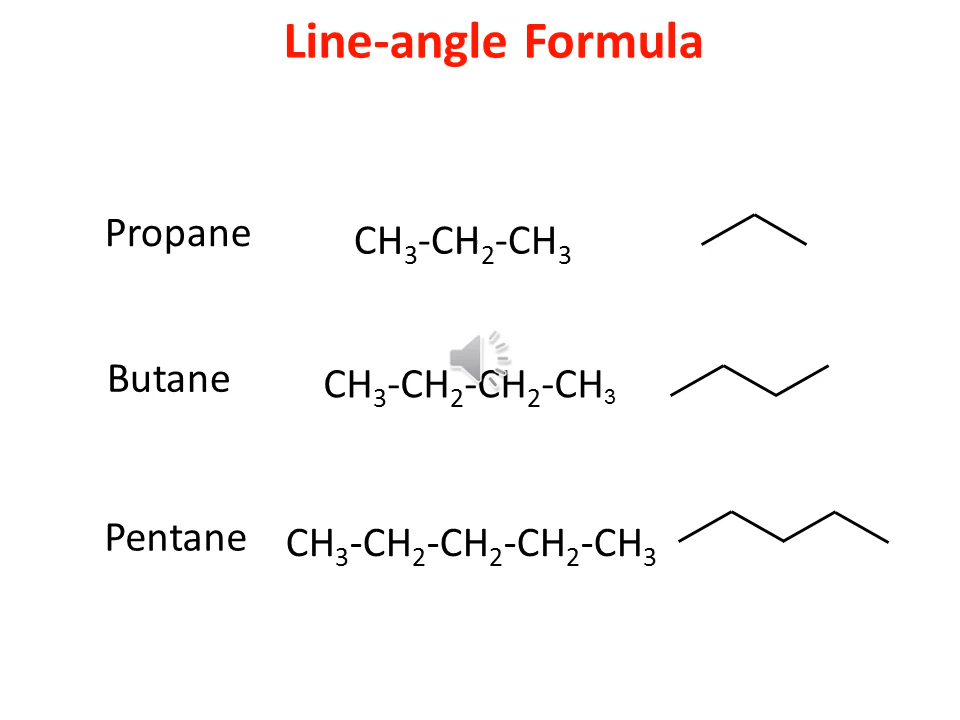 Line-angle Formula
Propane CH₃-CH₂-CH₃
Butane CH₃-CH₂-CH₂-CH₃
Pentane CH₃-CH₂-CH₂-CH₂-CH₃